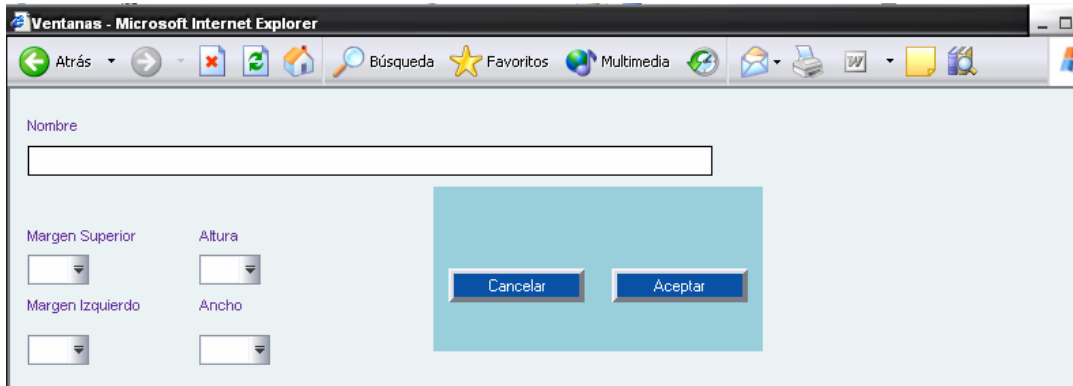 Ventanas - Microsoft Internet Explorer
Atrás Búsqueda Favoritos Multimedia W
Nombre
Margen Superior Altura
Cancelar Aceptar
Margen Izquierdo Ancho